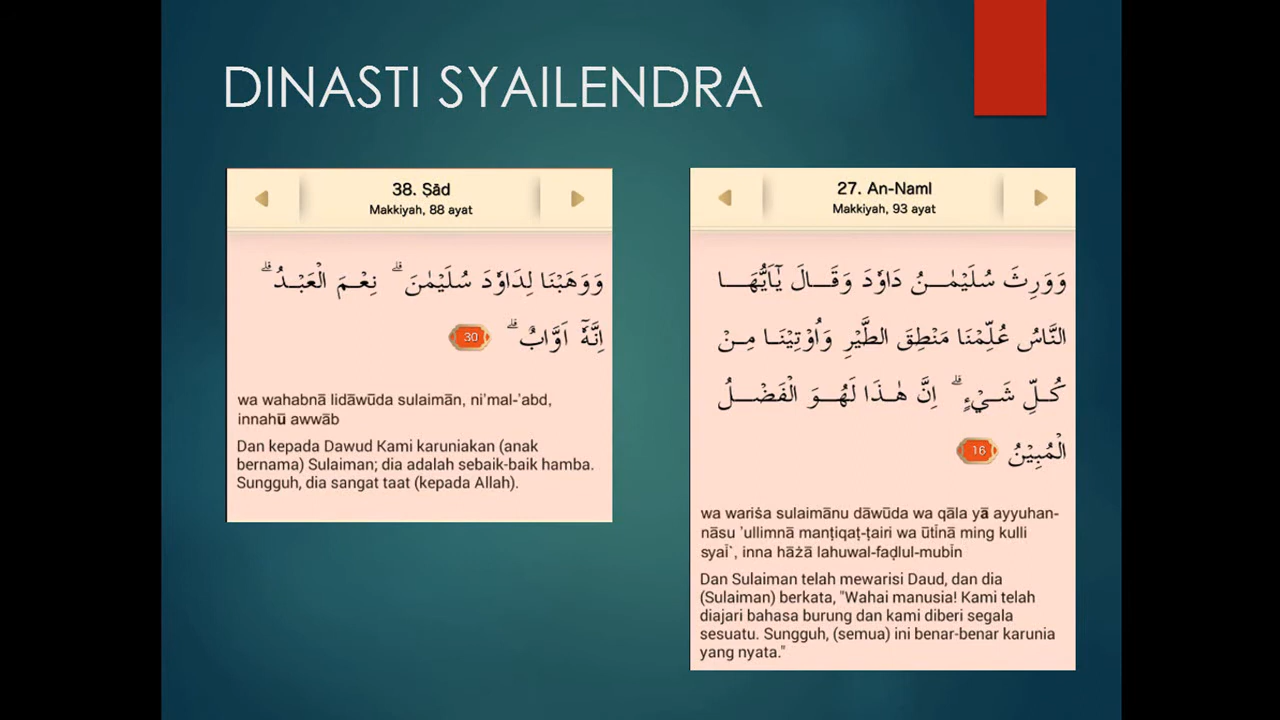 DINASTI SYAILENDRA
38. Ṣād
Makkiyah, 88 ayat
وَوَهَبْنَا لِدَاوٗدَ سُلَيْمٰنَۗ نِعْمَ الْعَبْدُۗ
اِنَّهٗٓ اَوَّابٌۗ 30
wa wahabnā lidāwūda sulaimān, ni'mal-'abd,
innahū awwāb
Dan kepada Dawud Kami karuniakan (anak
bernama) Sulaiman; dia adalah sebaik-baik hamba.
Sungguh, dia sangat taat (kepada Allah).
27. An-Naml
Makkiyah, 93 ayat
وَوَرِثَ سُلَيْمٰنُ دَاوٗدَ وَقَالَ يٰٓاَيُّهَا
النَّاسُ عُلِّمْنَا مَنْطِقَ الطَّيْرِ وَاُوْتِيْنَا مِنْ
كُلِّ شَيْءٍۗ اِنَّ هٰذَا لَهُوَ الْفَضْلُ
الْمُبِيْنُ 16
wa wariṡa sulaimānu dāwūda wa qāla yā ayyuhan-
nāsu 'ullimnā manṭiqaṭ-ṭairi wa ūtīnā ming kulli
syaī`, inna hāżā lahuwal-faḍlul-mubīn
Dan Sulaiman telah mewarisi Daud, dan dia
(Sulaiman) berkata, "Wahai manusia! Kami telah
diajari bahasa burung dan kami diberi segala
sesuatu. Sungguh, (semua) ini benar-benar karunia
yang nyata."